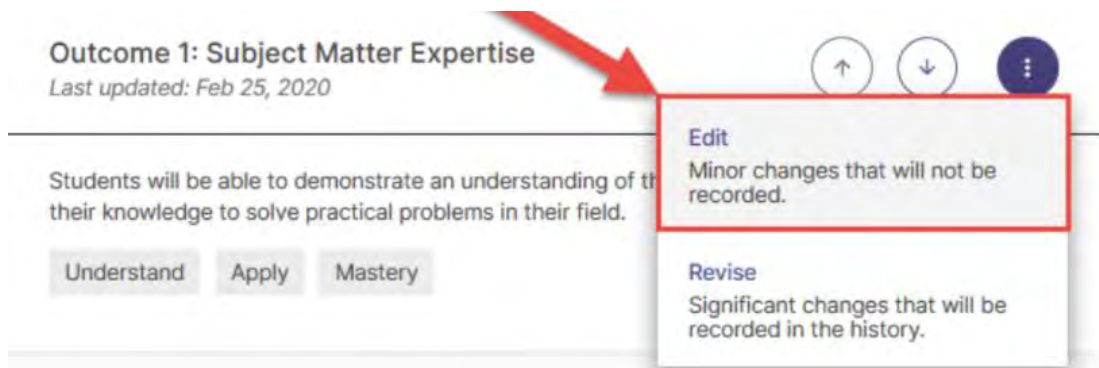 Outcome 1: Subject Matter Expertise
Last updated: Feb 25, 2020
Edit
Minor changes that will not be
recorded.
Students will be able to demonstrate an understanding of
their knowledge to solve practical problems in their field.
Understand Apply Mastery
Revise
Significant changes that will be
recorded in the history.